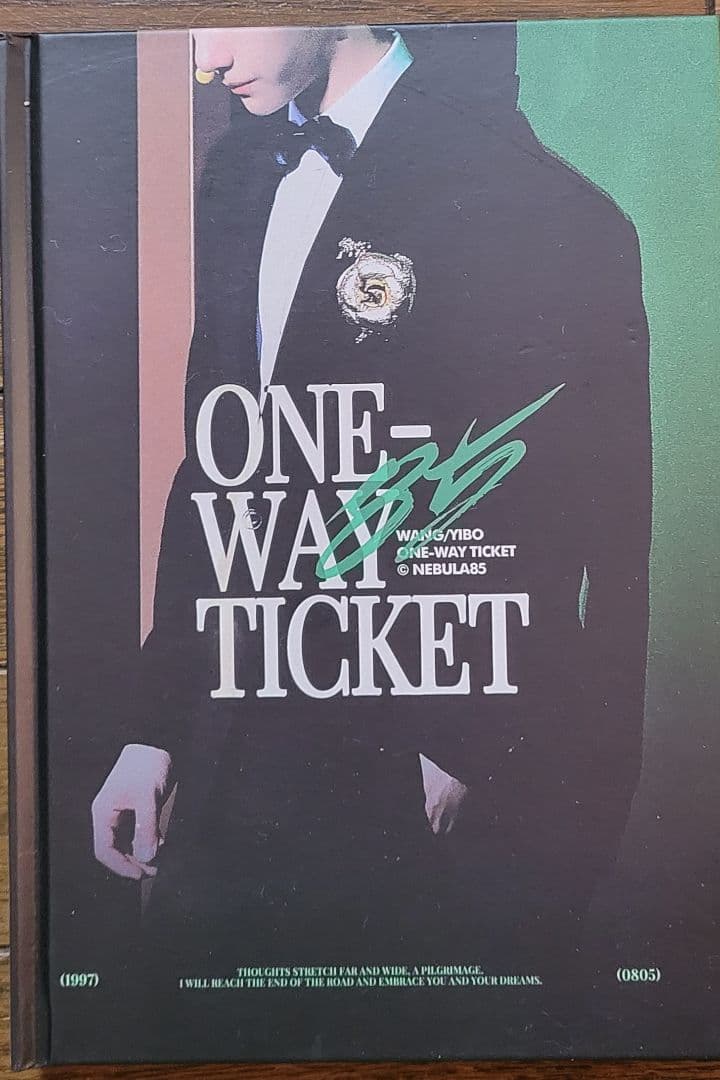 ONE-
WAY
TICKET
85
WANG/YIBO
ONE-WAY TICKET
© NEBULA85
(1997)
THOUGHTS STRETCH FAR AND WIDE, A PILGRIMAGE.
I WILL REACH THE END OF THE ROAD AND EMBRACE YOU AND YOUR DREAMS.
(0805)